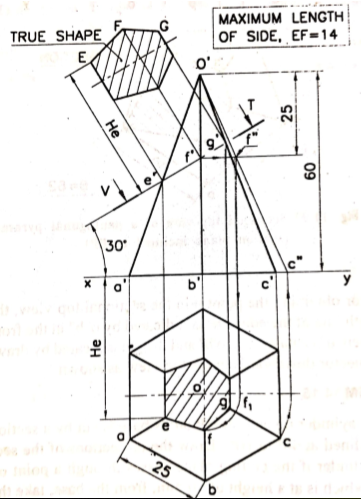 MAXIMUM LENGTH
OF SIDE, EF=14
TRUE SHAPE
F
G
E
O'
He
T
25
g'
f"
f'
60
V
e'
30°
x
a'
b'
c'
c"
y
He
o
g
f₁
e
f
a
c
25
b